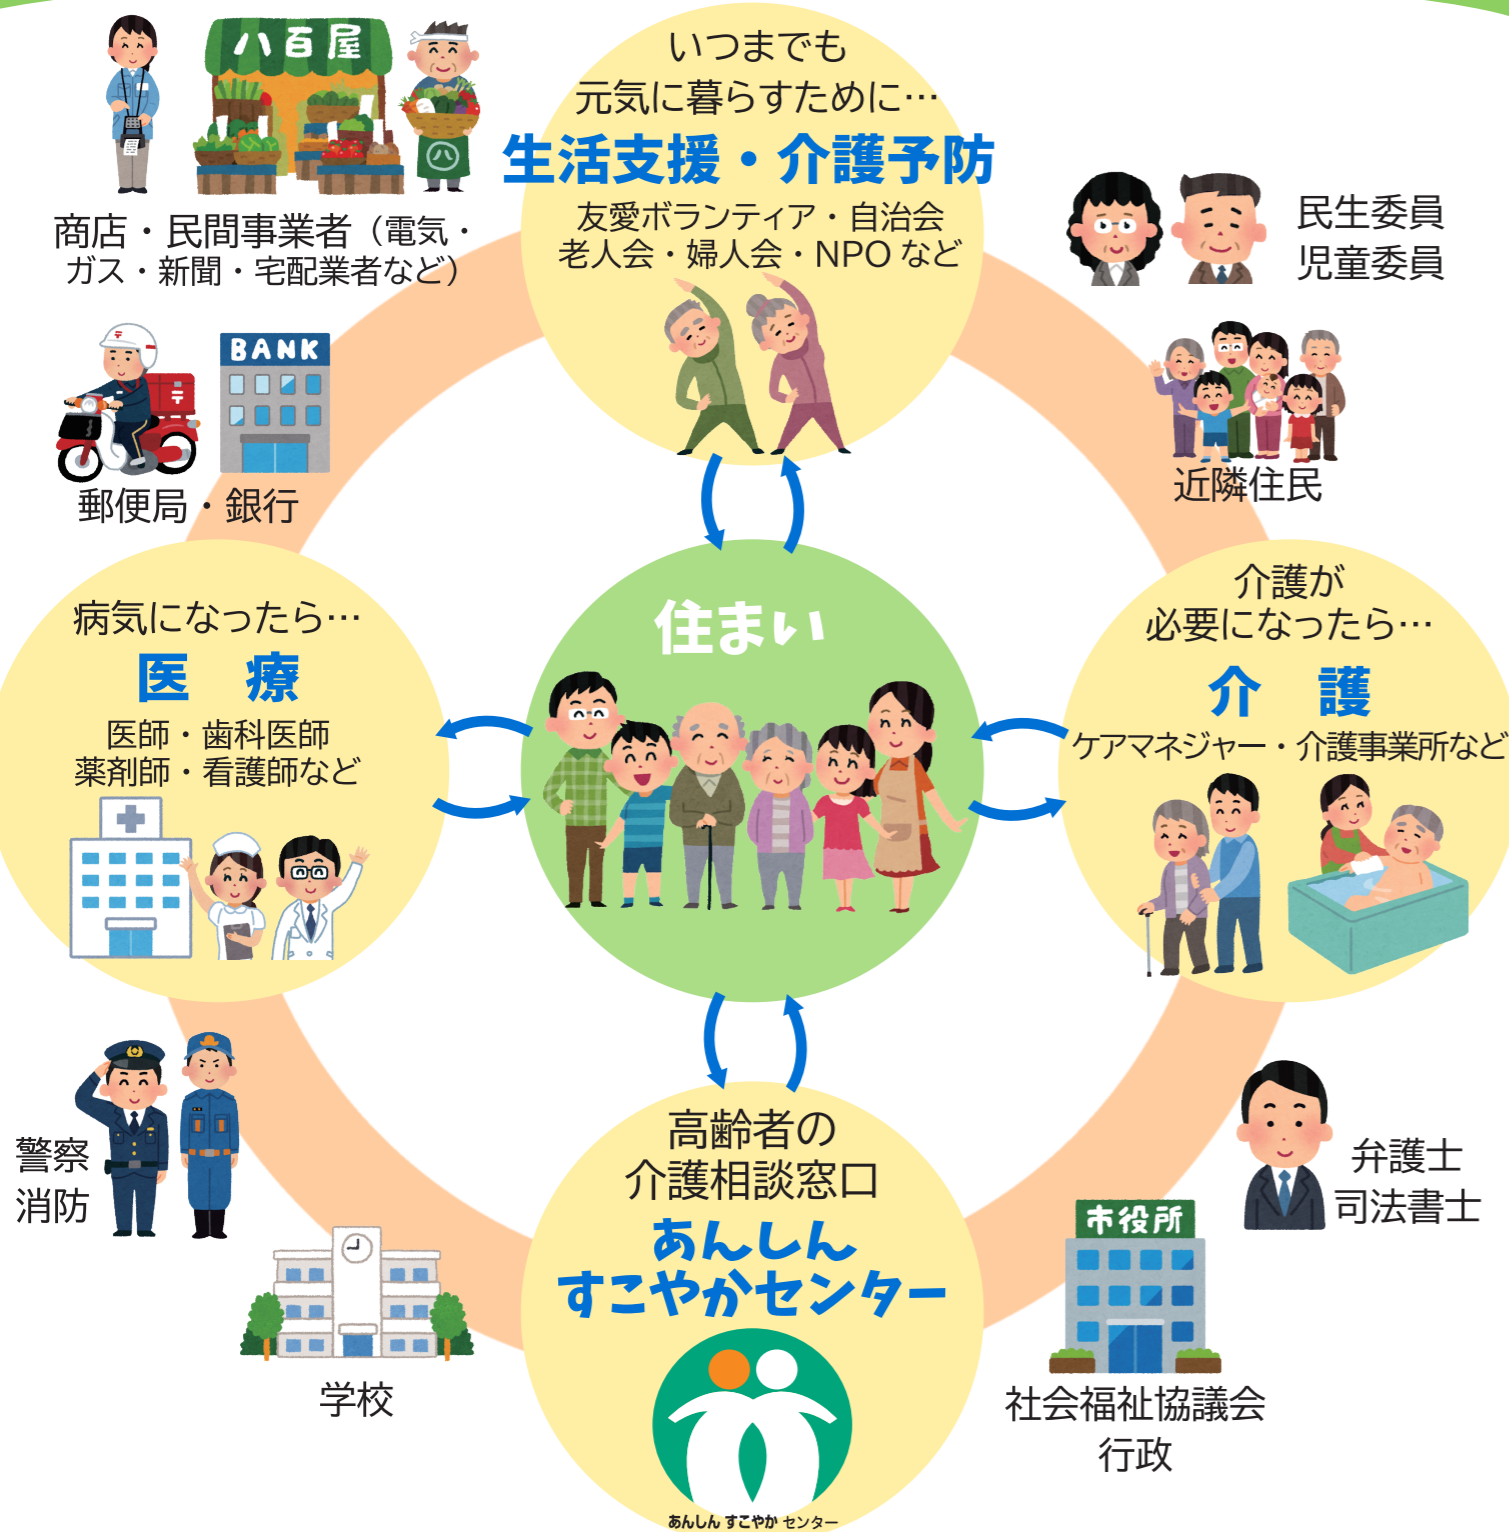 八百屋
八
商店・民間事業者（電気・
ガス・新聞・宅配業者など）
いつまでも
元気に暮らすために…
生活支援・介護予防
友愛ボランティア・自治会
老人会・婦人会・NPO など
民生委員
児童委員
〒
〒
BANK
郵便局・銀行
近隣住民
病気になったら…
医　療
医師・歯科医師
薬剤師・看護師など
住まい
介護が
必要になったら…
介　護
ケアマネジャー・介護事業所など
警察
消防
学校
高齢者の
介護相談窓口
あんしん
すこやかセンター
あんしん すこやか センター
弁護士
司法書士
市役所
社会福祉協議会
行政